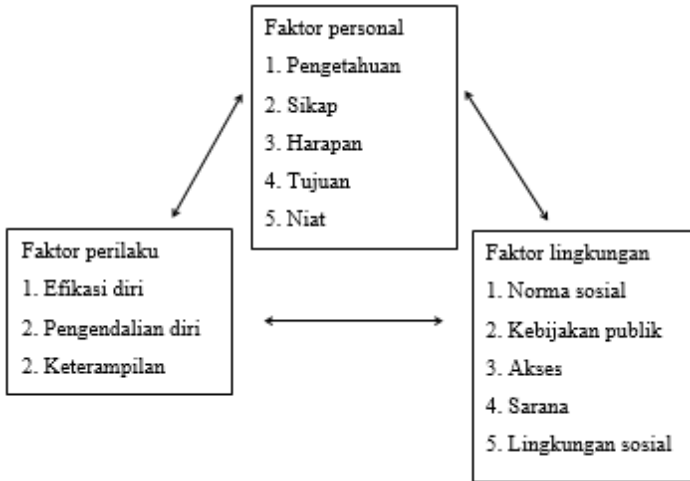 Faktor personal
1. Pengetahuan
2. Sikap
3. Harapan
4. Tujuan
5. Niat
Faktor perilaku
1. Efikasi diri
2. Pengendalian diri
2. Keterampilan
Faktor lingkungan
1. Norma sosial
2. Kebijakan publik
3. Akses
4. Sarana
5. Lingkungan sosial